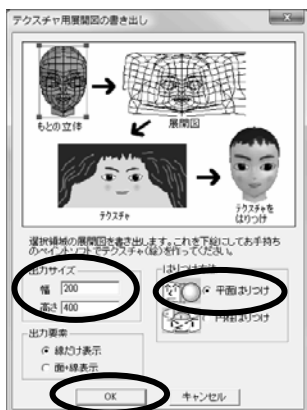 テクスチャ用展開図の書き出し
もとの立体
展開図
テクスチャ
テクスチャを
はりつけ
選択領域の展開図を書き出します。これを下絵にしてお手持ち
のペイントソフトでテクスチャ(絵)を作ってください。
出力サイズ
幅 200
高さ 400
はりつけ方法
平面はりつけ
円筒はりつけ
出力要素
線だけ表示
面+線表示
OK
キャンセル